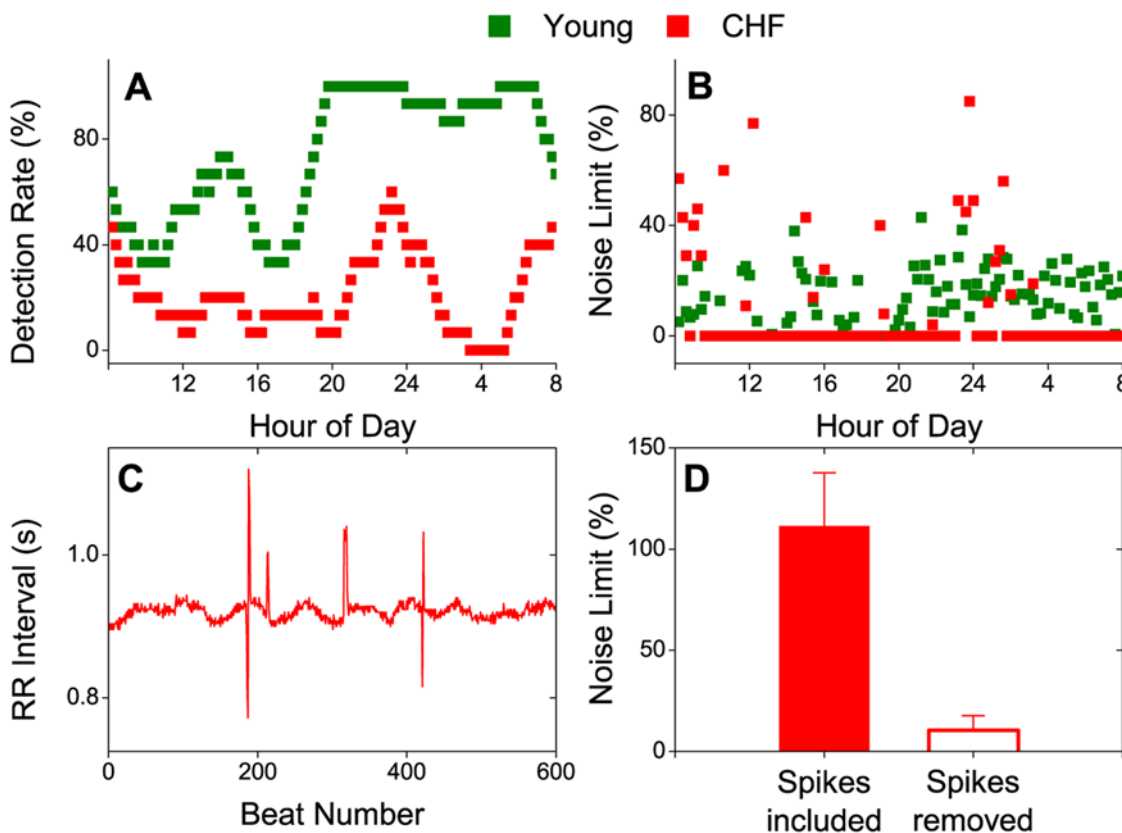 Young CHF
A
Detection Rate (%)
80
40
0
12 16 20 24 4 8
Hour of Day
B
Noise Limit (%)
80
40
0
12 16 20 24 4 8
Hour of Day
C
RR Interval (s)
1.0
0.8
0 200 400 600
Beat Number
D
Noise Limit (%)
150
100
50
0
Spikes included
Spikes removed